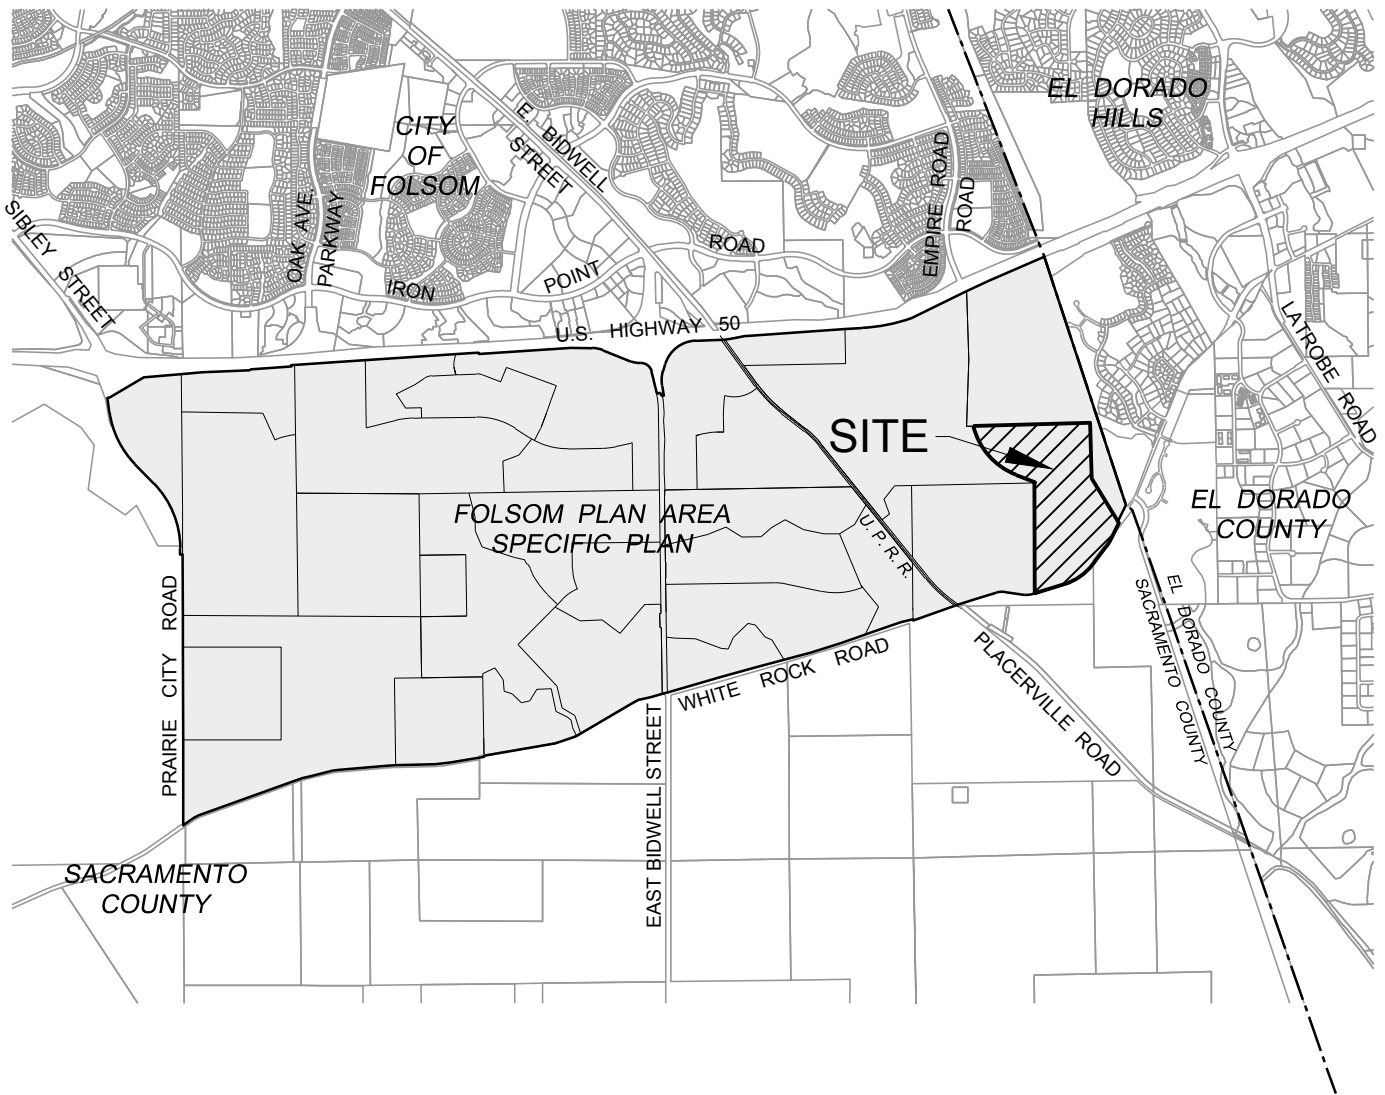 EL DORADO
HILLS
CITY
OF
FOLSOM
E. BIDWELL
STREET
SIBLEY STREET
OAK AVE.
PARKWAY
EMPIRE ROAD
ROAD
IRON POINT ROAD
U.S. HIGHWAY 50
LATROBE ROAD
SITE
EL DORADO
COUNTY
FOLSOM PLAN AREA
SPECIFIC PLAN
U.P.R.R.
PRAIRIE CITY ROAD
EL DORADO COUNTY
SACRAMENTO COUNTY
WHITE ROCK ROAD
PLACERVILLE ROAD
EAST BIDWELL STREET
SACRAMENTO
COUNTY